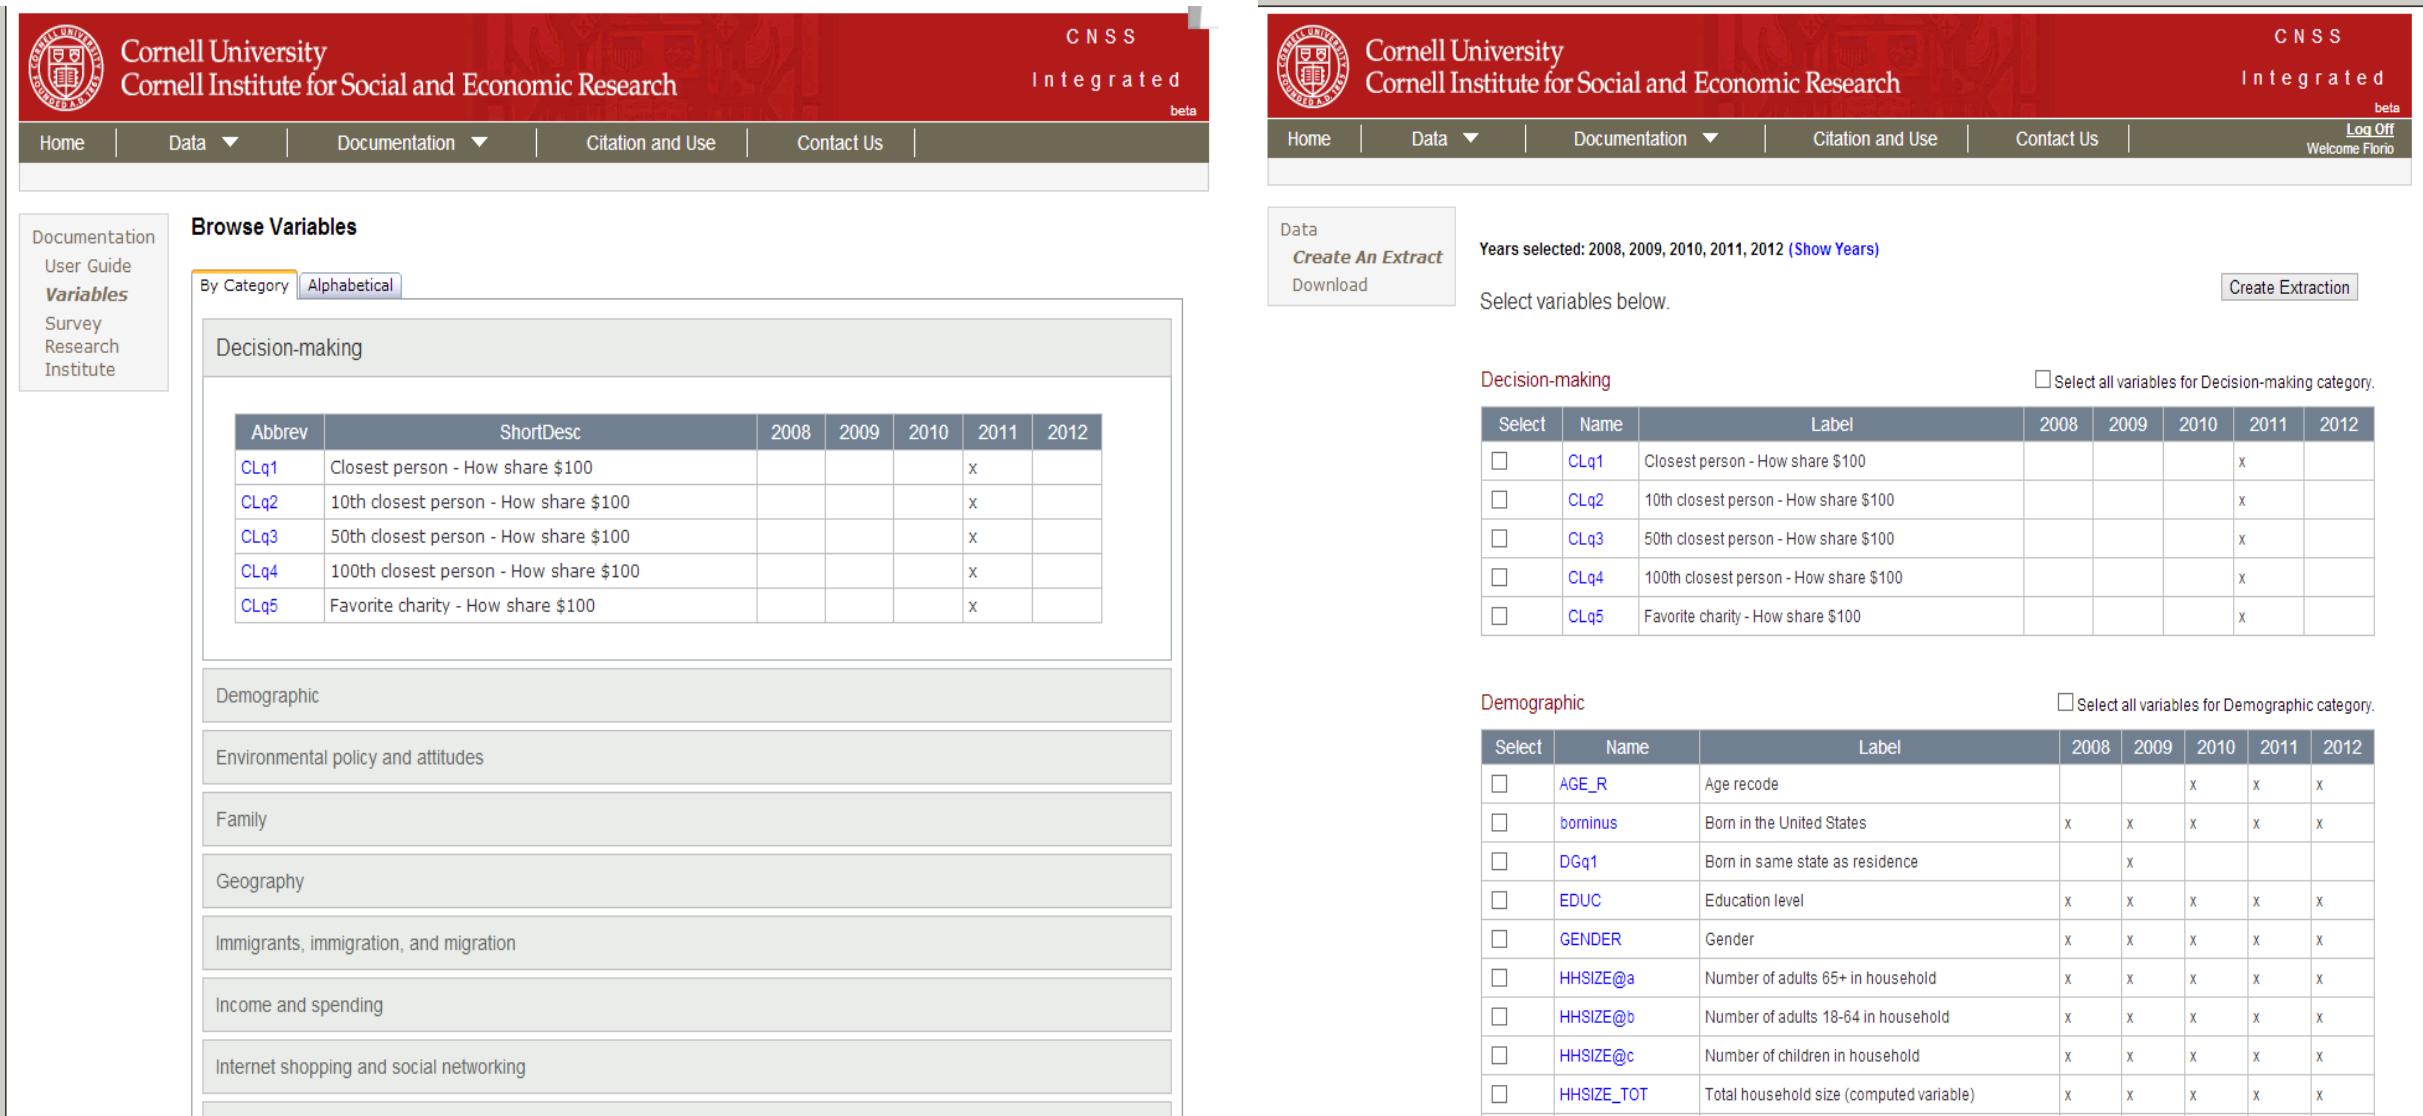 Cornell University
Cornell Institute for Social and Economic Research
CNSS
Integrated
beta
Home Data Documentation Citation and Use Contact Us
Documentation
User Guide
Variables
Survey
Research
Institute
Browse Variables
By Category Alphabetical
Decision-making
Abbrev ShortDesc 2008 2009 2010 2011 2012
CLq1 Closest person - How share $100 x
CLq2 10th closest person - How share $100 x
CLq3 50th closest person - How share $100 x
CLq4 100th closest person - How share $100 x
CLq5 Favorite charity - How share $100 x
Demographic
Environmental policy and attitudes
Family
Geography
Immigrants, immigration, and migration
Income and spending
Internet shopping and social networking
Cornell University
Cornell Institute for Social and Economic Research
CNSS
Integrated
beta
Home Data Documentation Citation and Use Contact Us
Log Off
Welcome Florio
Data
Create An Extract
Download
Years selected: 2008, 2009, 2010, 2011, 2012 (Show Years)
Create Extraction
Select variables below.
Decision-making Select all variables for Decision-making category.
Select Name Label 2008 2009 2010 2011 2012
CLq1 Closest person - How share $100 x
CLq2 10th closest person - How share $100 x
CLq3 50th closest person - How share $100 x
CLq4 100th closest person - How share $100 x
CLq5 Favorite charity - How share $100 x
Demographic Select all variables for Demographic category.
Select Name Label 2008 2009 2010 2011 2012
AGE_R Age recode x x x
borninus Born in the United States x x x x x
DGq1 Born in same state as residence x
EDUC Education level x x x x x
GENDER Gender x x x x x
HHSIZE@a Number of adults 65+ in household x x x x x
HHSIZE@b Number of adults 18-64 in household x x x x x
HHSIZE@c Number of children in household x x x x x
HHSIZE_TOT Total household size (computed variable) x x x x x